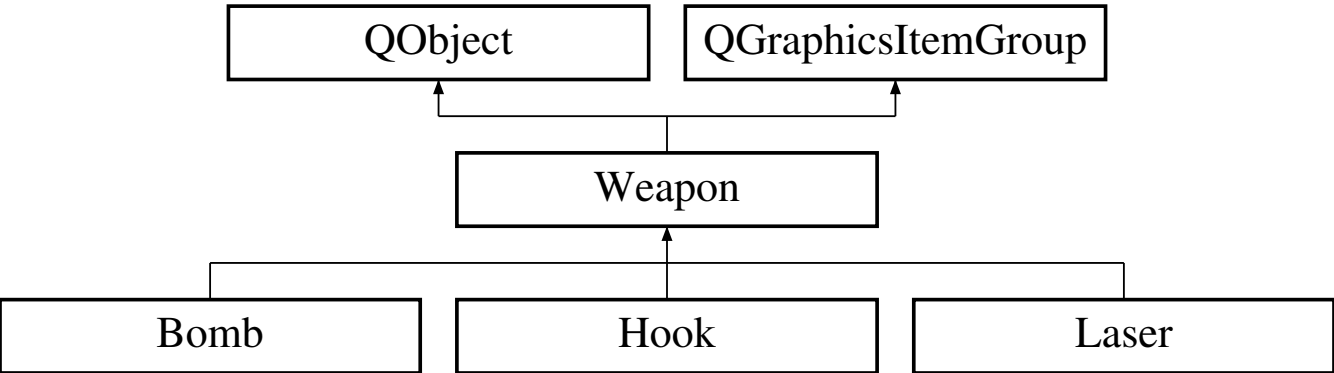 QObject
QGraphicsItemGroup
Weapon
Bomb
Hook
Laser